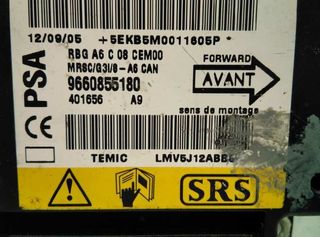 12/09/05 +5EKB5M0011605P*
RBG A6 C 08 CEM00
MRSC/G3I/8- A6 CAN
9660855180
401656 A9
FORWARD
AVANT
sens de montage
PSA
CE
TEMIC
SRS